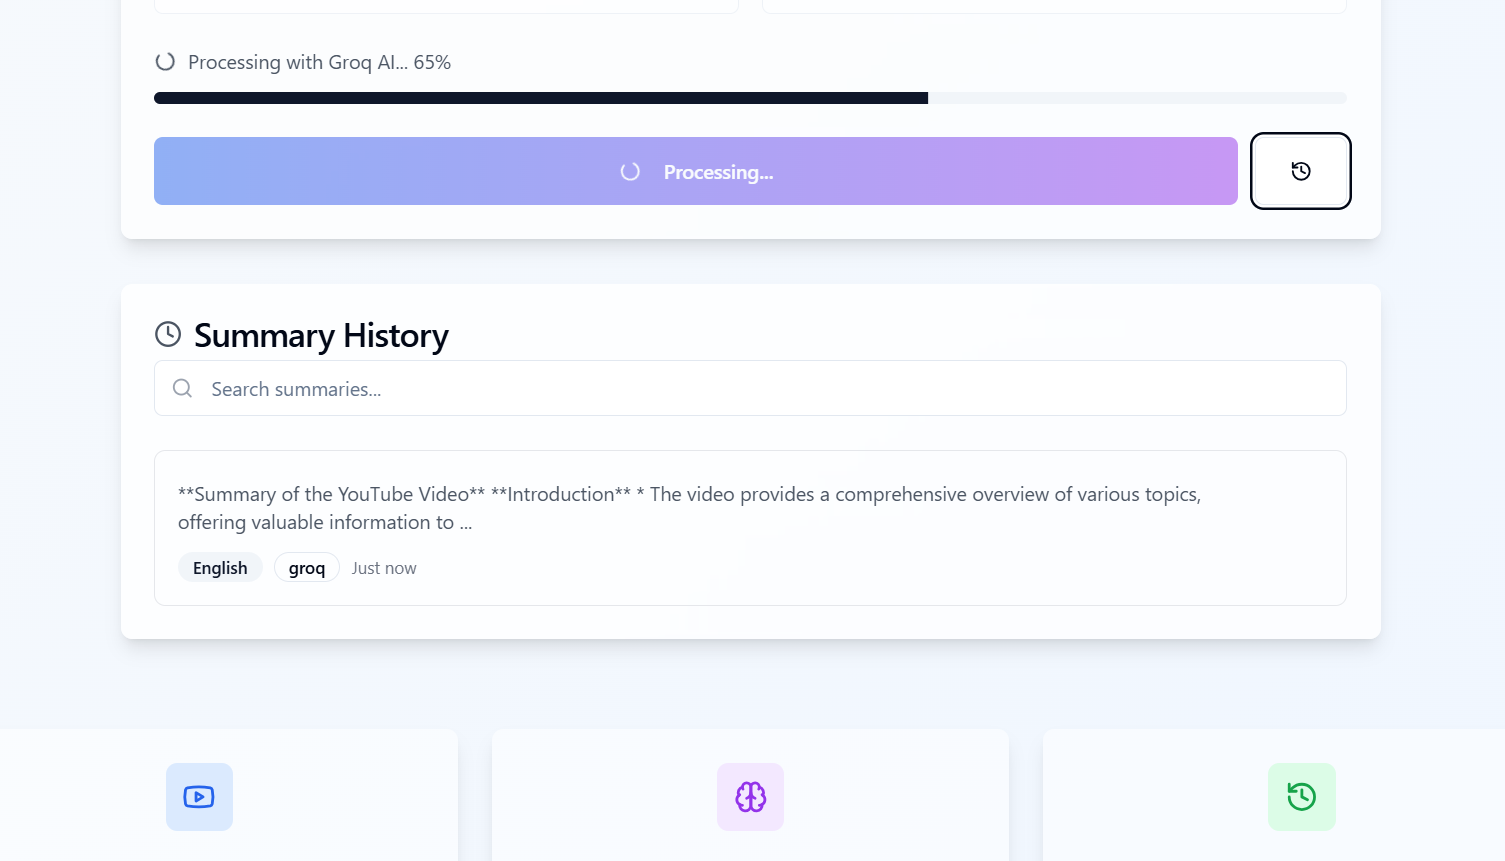 Processing with Groq AI... 65%
Processing...
Summary History
Search summaries...
**Summary of the YouTube Video** **Introduction** * The video provides a comprehensive overview of various topics,
offering valuable information to ...
English groq Just now